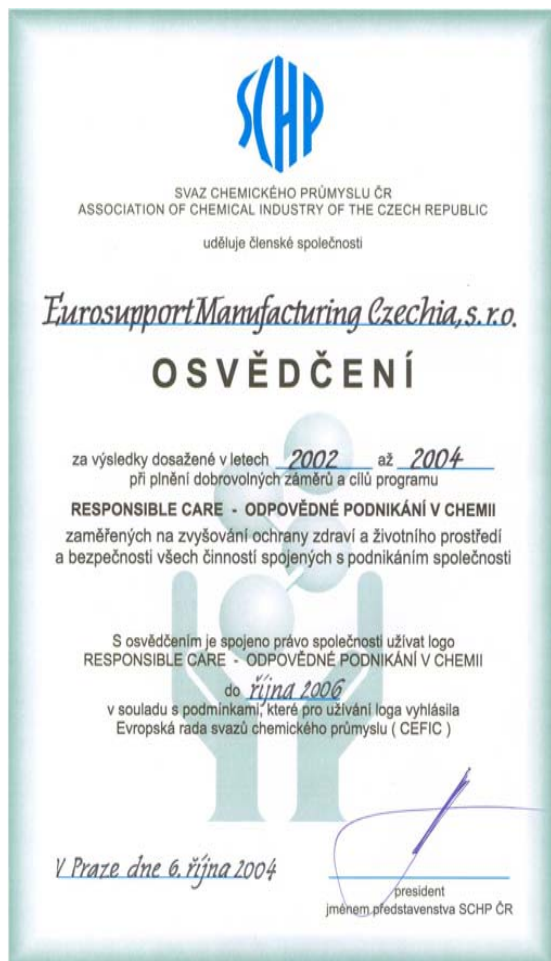 SCHP
SVAZ CHEMICKÉHO PRŮMYSLU ČR
ASSOCIATION OF CHEMICAL INDUSTRY OF THE CZECH REPUBLIC
uděluje členské společnosti
Eurosupport Manufacturing Czechia, s.r.o.
OSVĚDČENÍ
za výsledky dosažené v letech 2002 až 2004
při plnění dobrovolných záměrů a cílů programu
RESPONSIBLE CARE - ODPOVĚDNÉ PODNIKÁNÍ V CHEMII
zaměřených na zvyšování ochrany zdraví a životního prostředí
a bezpečnosti všech činností spojených s podnikáním společnosti
S osvědčením je spojeno právo společnosti užívat logo
RESPONSIBLE CARE - ODPOVĚDNÉ PODNIKÁNÍ V CHEMII
do října 2006
v souladu s podmínkami, které pro užívání loga vyhlásila
Evropská rada svazů chemického průmyslu ( CEFIC )
V Praze dne 6. října 2004
president
jménem představenstva SCHP ČR